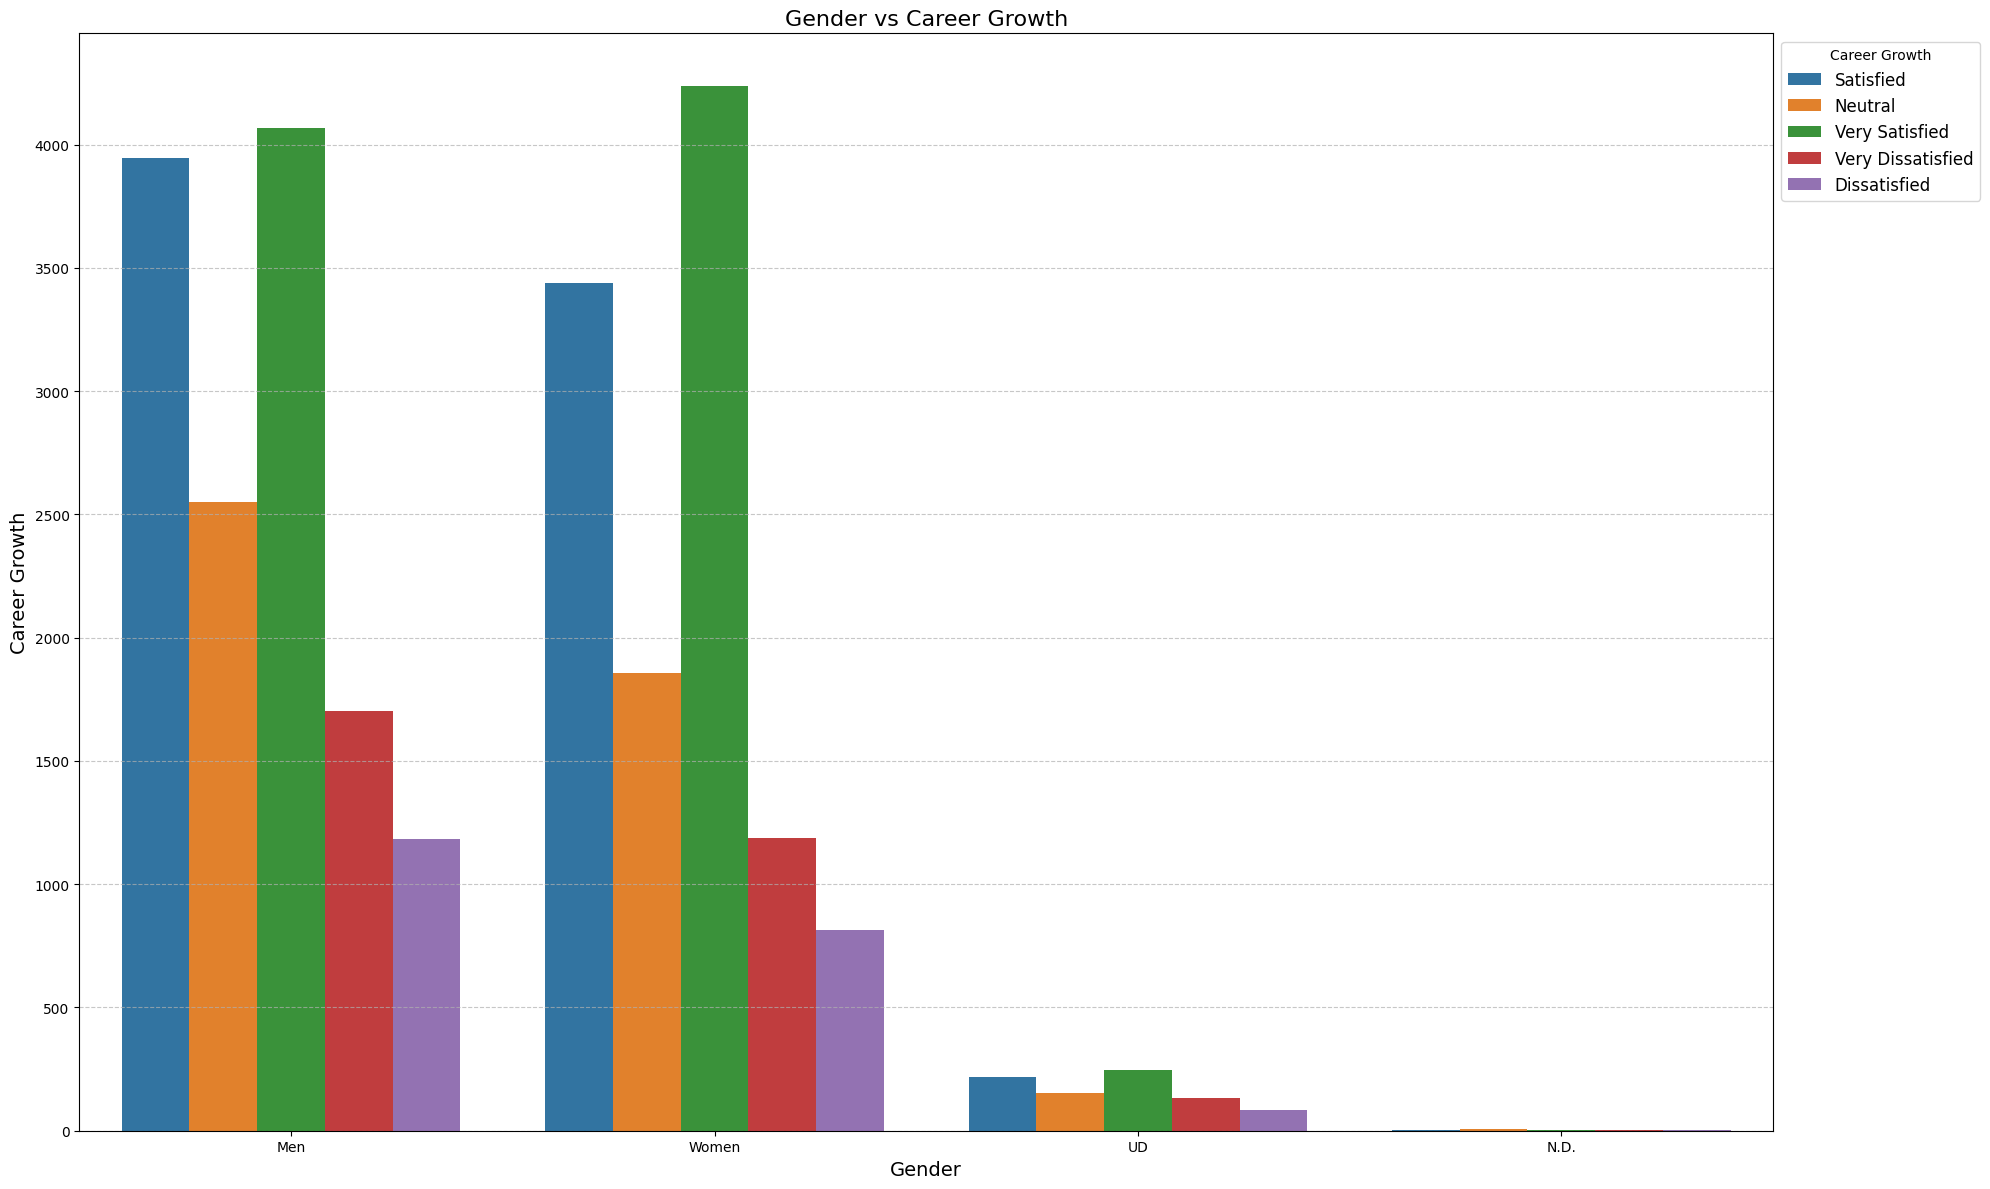 Gender vs Career Growth
Career Growth
Satisfied
Neutral
Very Satisfied
Very Dissatisfied
Dissatisfied
Career Growth
4000
3500
3000
2500
2000
1500
1000
500
0
Men
Women
UD
N.D.
Gender